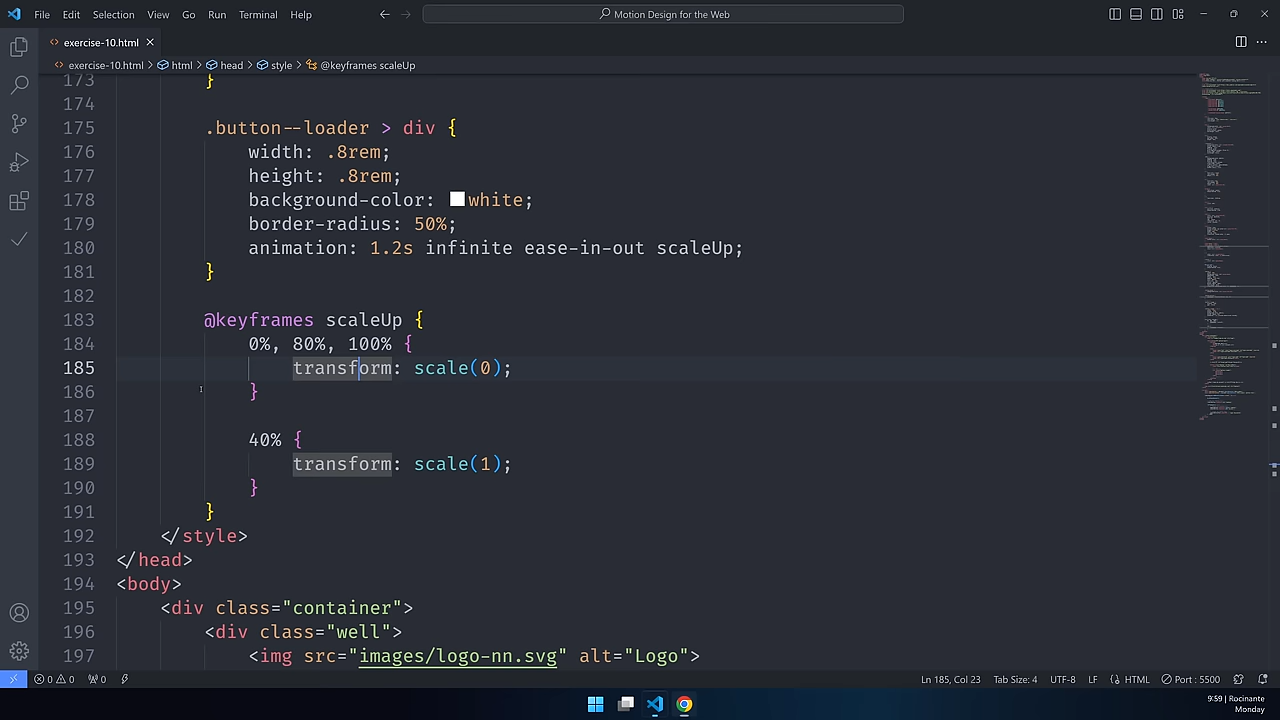 File Edit Selection View Go Run Terminal Help
Motion Design for the Web
exercise-10.html
exercise-10.html > html > head > style > @keyframes scaleUp
173 }
174
175 .button--loader > div {
176 width: .8rem;
177 height: .8rem;
178 background-color: white;
179 border-radius: 50%;
180 animation: 1.2s infinite ease-in-out scaleUp;
181 }
182
183 @keyframes scaleUp {
184 0%, 80%, 100% {
185 transform: scale(0);
186 }
187
188 40% {
189 transform: scale(1);
190 }
191 }
192 </style>
193 </head>
194 <body>
195 <div class="container">
196 <div class="well">
197 <img src="images/logo-nn.svg" alt="Logo">
0 0 0 Ln 185, Col 23 Tab Size: 4 UTF-8 LF HTML Port : 5500
9:59 | Rocinante
Monday